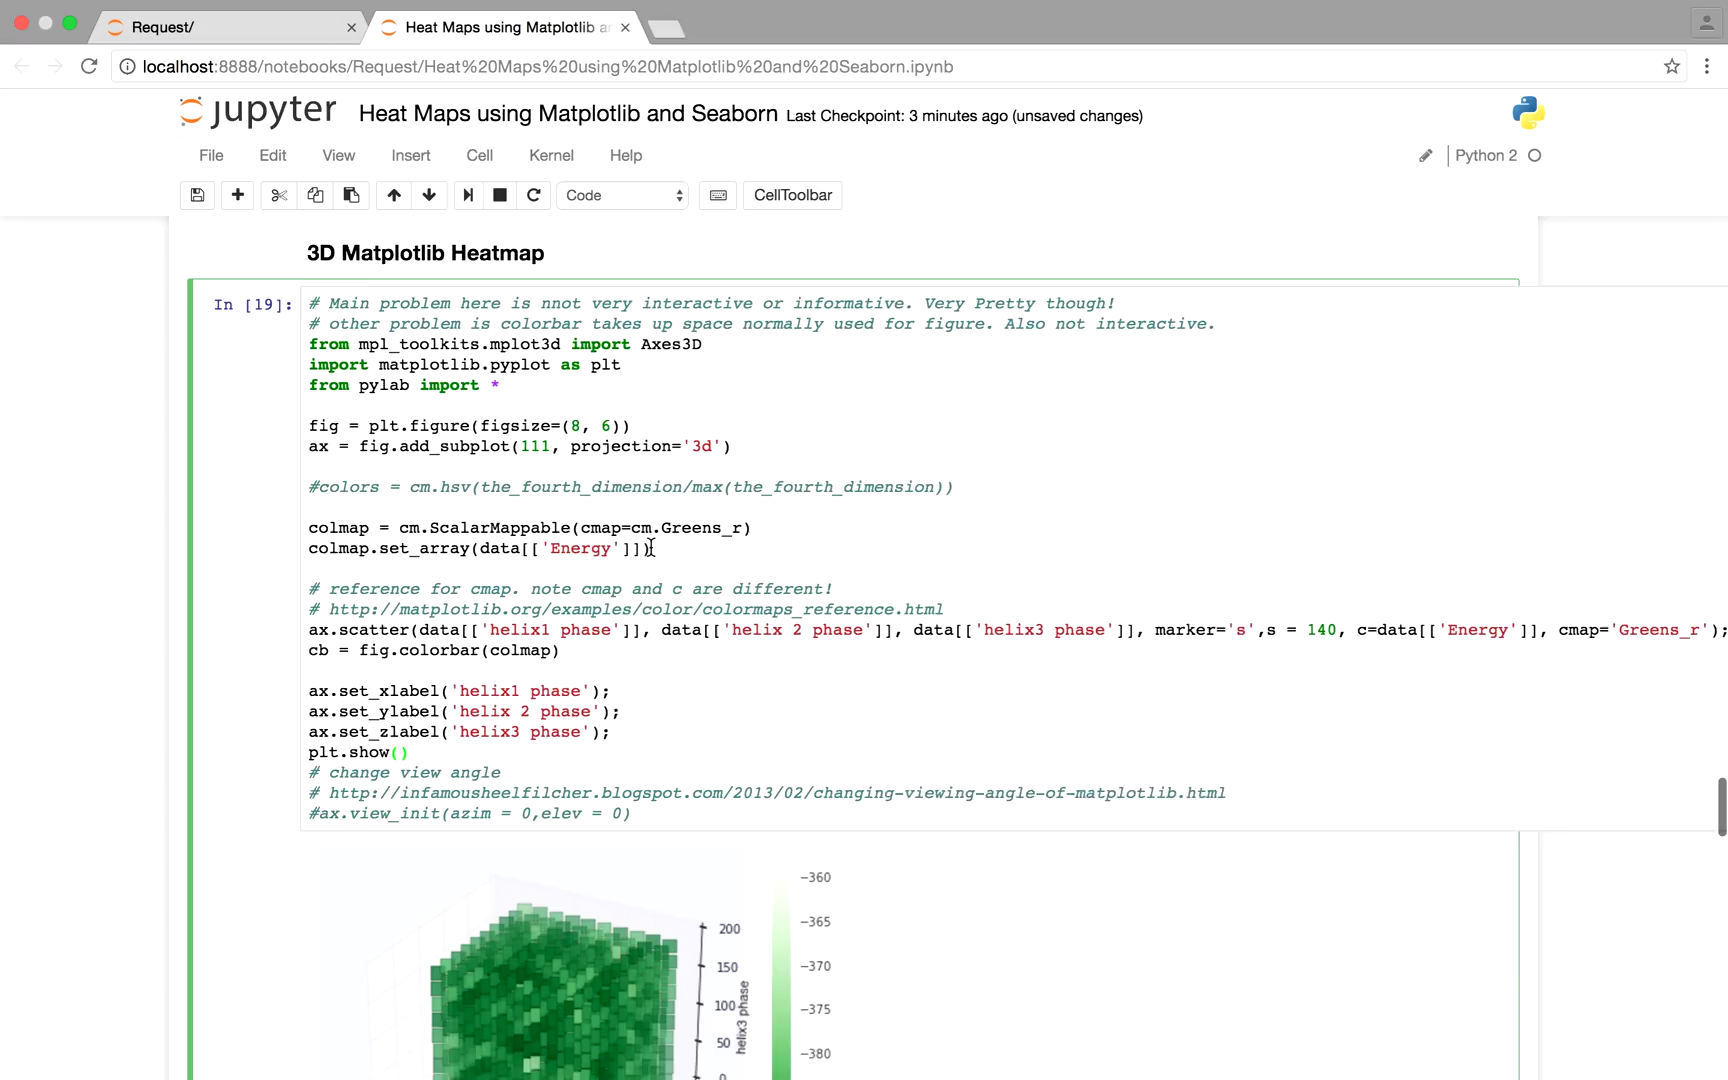 Request/
Heat Maps using Matplotlib ar
localhost:8888/notebooks/Request/Heat%20Maps%20using%20Matplotlib%20and%20Seaborn.ipynb
jupyter Heat Maps using Matplotlib and Seaborn Last Checkpoint: 3 minutes ago (unsaved changes)
File Edit View Insert Cell Kernel Help
Python 2
Code
CellToolbar
3D Matplotlib Heatmap
In [19]:
# Main problem here is nnot very interactive or informative. Very Pretty though!
# other problem is colorbar takes up space normally used for figure. Also not interactive.
from mpl_toolkits.mplot3d import Axes3D
import matplotlib.pyplot as plt
from pylab import *
fig = plt.figure(figsize=(8, 6))
ax = fig.add_subplot(111, projection='3d')
#colors = cm.hsv(the_fourth_dimension/max(the_fourth_dimension))
colmap = cm.ScalarMappable(cmap=cm.Greens_r)
colmap.set_array(data[['Energy']])
# reference for cmap. note cmap and c are different!
# http://matplotlib.org/examples/color/colormaps_reference.html
ax.scatter(data[['helix1 phase']], data[['helix 2 phase']], data[['helix3 phase']], marker='s',s = 140, c=data[['Energy']], cmap='Greens_r');
cb = fig.colorbar(colmap)
ax.set_xlabel('helix1 phase');
ax.set_ylabel('helix 2 phase');
ax.set_zlabel('helix3 phase');
plt.show()
# change view angle
# http://infamousheelfilcher.blogspot.com/2013/02/changing-viewing-angle-of-matplotlib.html
#ax.view_init(azim = 0,elev = 0)
200
150
100
50
0
helix3 phase
−360
−365
−370
−375
−380